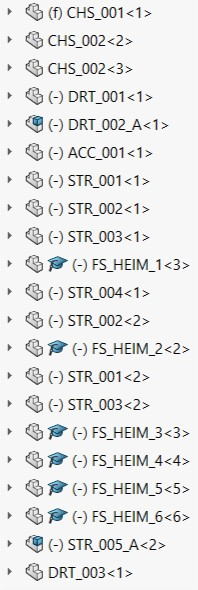 (f) CHS_001<1>
CHS_002<2>
CHS_002<3>
(-) DRT_001<1>
(-) DRT_002_A<1>
(-) ACC_001<1>
(-) STR_001<1>
(-) STR_002<1>
(-) STR_003<1>
(-) FS_HEIM_1<3>
(-) STR_004<1>
(-) STR_002<2>
(-) FS_HEIM_2<2>
(-) STR_001<2>
(-) STR_003<2>
(-) FS_HEIM_3<3>
(-) FS_HEIM_4<4>
(-) FS_HEIM_5<5>
(-) FS_HEIM_6<6>
(-) STR_005_A<2>
DRT_003<1>